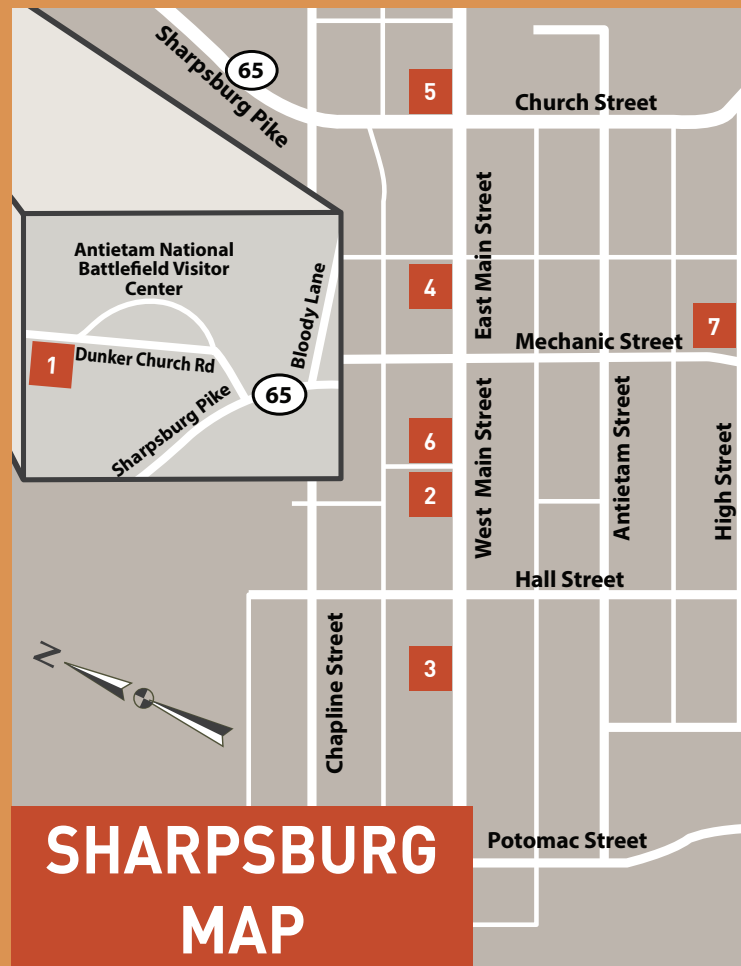 Sharpsburg Pike
65
5
Church Street
East Main Street
4
7
Mechanic Street
Antietam National
Battlefield Visitor
Center
Bloody Lane
1
Dunker Church Rd
65
Sharpsburg Pike
6
2
West Main Street
Antietam Street
High Street
Hall Street
3
Chapline Street
N
Potomac Street
SHARPSBURG
MAP